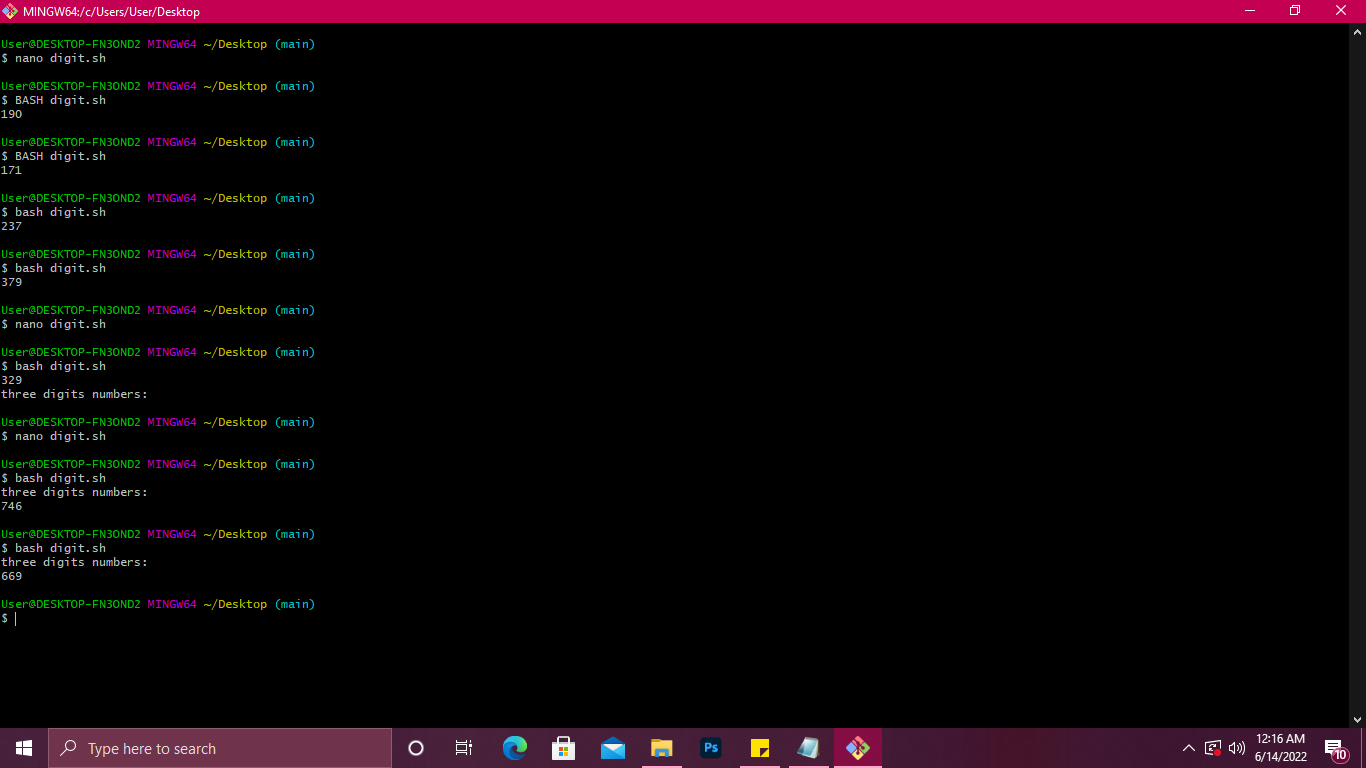 MINGW64:/c/Users/User/Desktop
User@DESKTOP-FN3OND2 MINGW64 ~/Desktop (main)
$ nano digit.sh
User@DESKTOP-FN3OND2 MINGW64 ~/Desktop (main)
$ BASH digit.sh
190
User@DESKTOP-FN3OND2 MINGW64 ~/Desktop (main)
$ BASH digit.sh
171
User@DESKTOP-FN3OND2 MINGW64 ~/Desktop (main)
$ bash digit.sh
237
User@DESKTOP-FN3OND2 MINGW64 ~/Desktop (main)
$ bash digit.sh
379
User@DESKTOP-FN3OND2 MINGW64 ~/Desktop (main)
$ nano digit.sh
User@DESKTOP-FN3OND2 MINGW64 ~/Desktop (main)
$ bash digit.sh
329
three digits numbers:
User@DESKTOP-FN3OND2 MINGW64 ~/Desktop (main)
$ nano digit.sh
User@DESKTOP-FN3OND2 MINGW64 ~/Desktop (main)
$ bash digit.sh
three digits numbers:
746
User@DESKTOP-FN3OND2 MINGW64 ~/Desktop (main)
$ bash digit.sh
three digits numbers:
669
User@DESKTOP-FN3OND2 MINGW64 ~/Desktop (main)
$
Type here to search
Ps
12:16 AM
6/14/2022
10